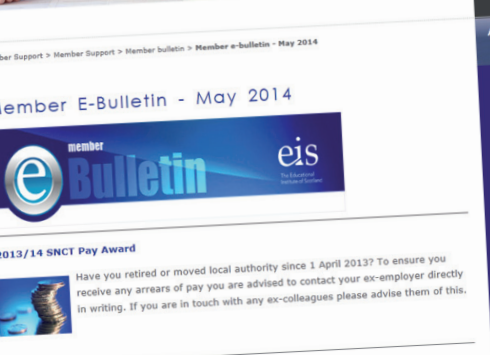 ber Support > Member Support > Member bulletin > Member e-bulletin - May 2014
ember E-Bulletin - May 2014
member
e Bulletin
eis
The Educational
Institute of Scotland
2013/14 SNCT Pay Award
Have you retired or moved local authority since 1 April 2013? To ensure you
receive any arrears of pay you are advised to contact your ex-employer directly
in writing. If you are in touch with any ex-colleagues please advise them of this.